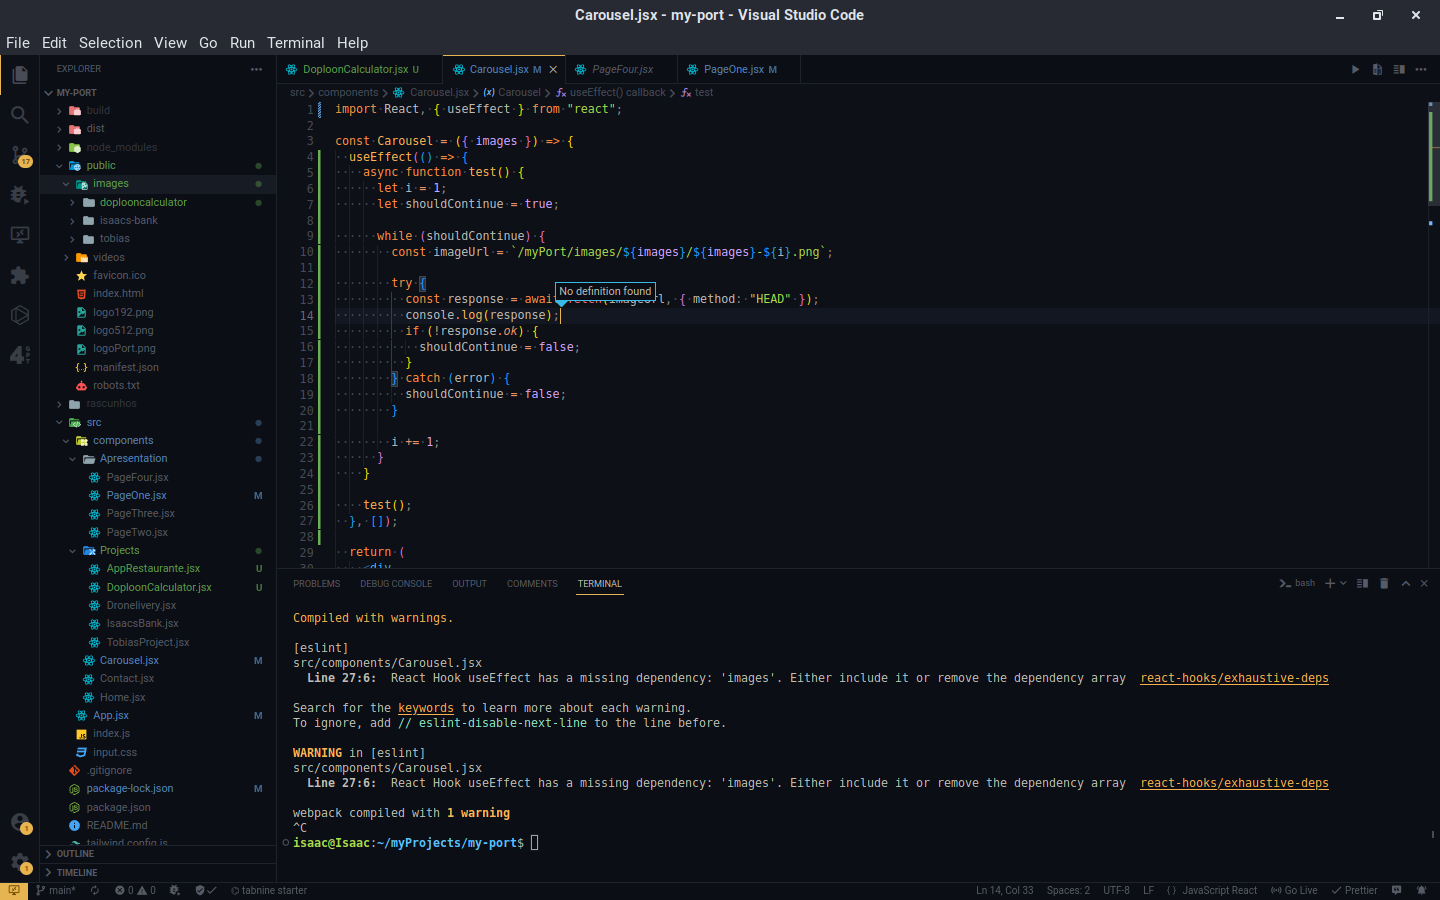 Carousel.jsx - my-port - Visual Studio Code
File Edit Selection View Go Run Terminal Help
EXPLORER
MY-PORT
build
dist
node_modules
public
images
doplooncalculator
isaacs-bank
tobias
videos
favicon.ico
index.html
logo192.png
logo512.png
logoPort.png
manifest.json
robots.txt
rascunhos
src
components
Apresentation
PageFour.jsx
PageOne.jsx M
PageThree.jsx
PageTwo.jsx
Projects
AppRestaurante.jsx U
DoploonCalculator.jsx U
Dronelivery.jsx
IsaacsBank.jsx
TobiasProject.jsx
Carousel.jsx M
Contact.jsx
Home.jsx
App.jsx M
index.js
input.css
.gitignore
package-lock.json M
package.json
README.md
tailwind.config.js
OUTLINE
TIMELINE
17
1
1
DoploonCalculator.jsx U Carousel.jsx M PageFour.jsx PageOne.jsx M
src > components > Carousel.jsx > Carousel > useEffect() callback > test
1 import React, { useEffect } from "react";
2
3 const Carousel = ({ images }) => {
4 useEffect(() => {
5 async function test() {
6 let i = 1;
7 let shouldContinue = true;
8
9 while (shouldContinue) {
10 const imageUrl = `/myPort/images/${images}/${images}-${i}.png`;
11
12 try {
No definition found
13 const response = awai l, { method: "HEAD" });
14 console.log(response);
15 if (!response.ok) {
16 shouldContinue = false;
17 }
18 } catch (error) {
19 shouldContinue = false;
20 }
21
22 i += 1;
23 }
24 }
25
26 test();
27 }, []);
28
29 return (
30 <div
PROBLEMS DEBUG CONSOLE OUTPUT COMMENTS TERMINAL bash
Compiled with warnings.
[eslint]
src/components/Carousel.jsx
Line 27:6: React Hook useEffect has a missing dependency: 'images'. Either include it or remove the dependency array react-hooks/exhaustive-deps
Search for the keywords to learn more about each warning.
To ignore, add // eslint-disable-next-line to the line before.
WARNING in [eslint]
src/components/Carousel.jsx
Line 27:6: React Hook useEffect has a missing dependency: 'images'. Either include it or remove the dependency array react-hooks/exhaustive-deps
webpack compiled with 1 warning
^C
isaac@Isaac:~/myProjects/my-port$
main* 0 0 tabnine starter Ln 14, Col 33 Spaces: 2 UTF-8 LF JavaScript React Go Live Prettier